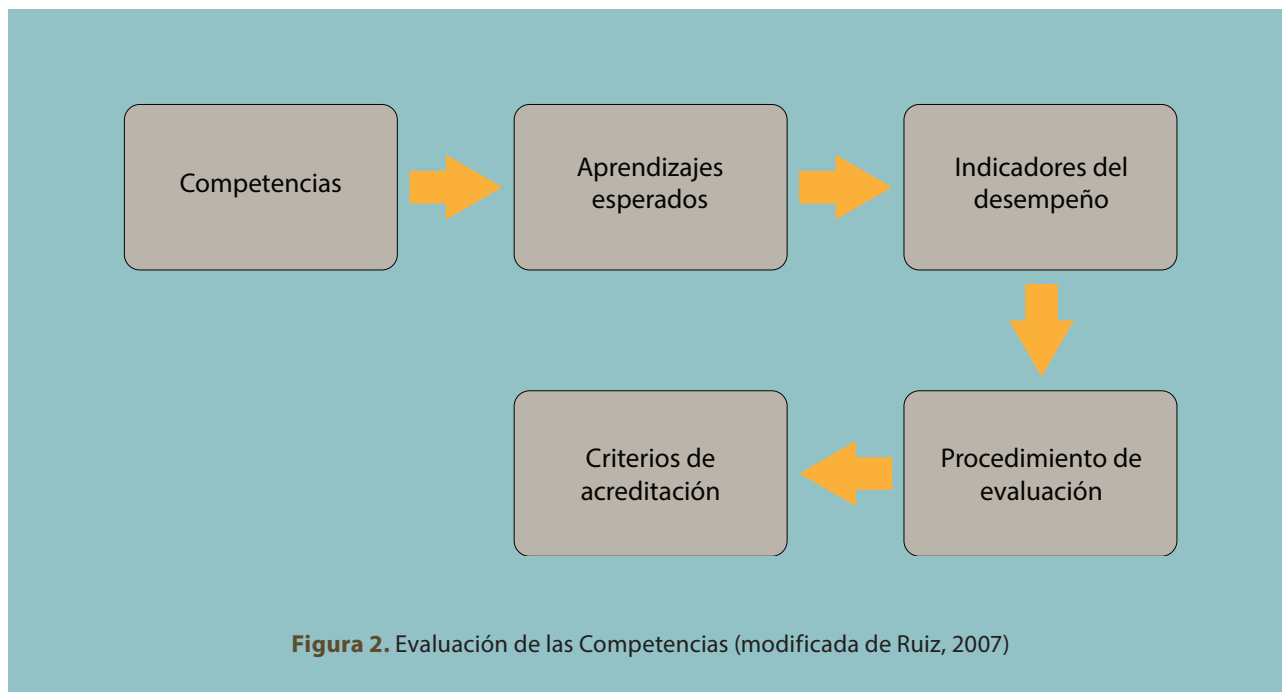 Competencias
Aprendizajes
esperados
Indicadores del
desempeño
Criterios de
acreditación
Procedimiento de
evaluación
Figura 2. Evaluación de las Competencias (modificada de Ruiz, 2007)